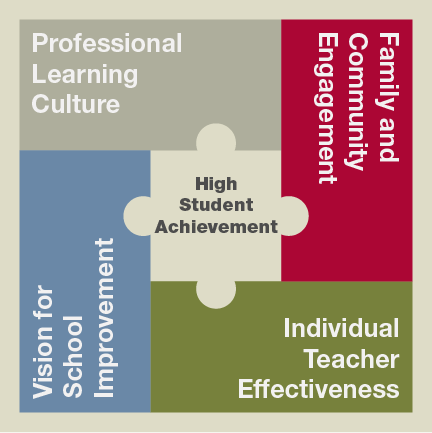 Professional
Learning
Culture
Family and
Community
Engagement
High
Student
Achievement
Vision for
School
Improvement
Individual
Teacher
Effectiveness